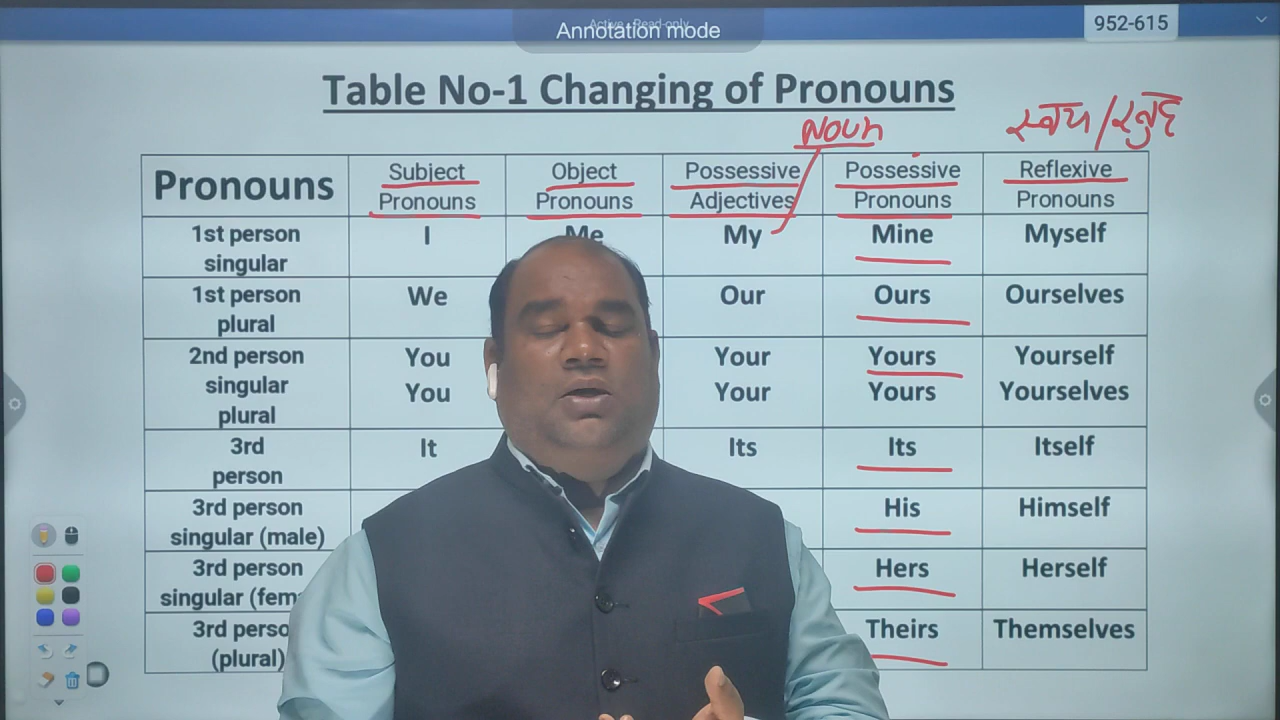 Annotation mode
952-615
Table No-1 Changing of Pronouns
Noun
स्वयं/खुद
Pronouns Subject Pronouns Object Pronouns Possessive Adjectives Possessive Pronouns Reflexive Pronouns
1st person singular I Me My Mine Myself
1st person plural We Our Ours Ourselves
2nd person You Your Yours Yourself
singular plural You Your Yours Yourselves
3rd person It Its Its Itself
3rd person singular (male) His Himself
3rd person singular Hers Herself
3rd (plural) Theirs Themselves